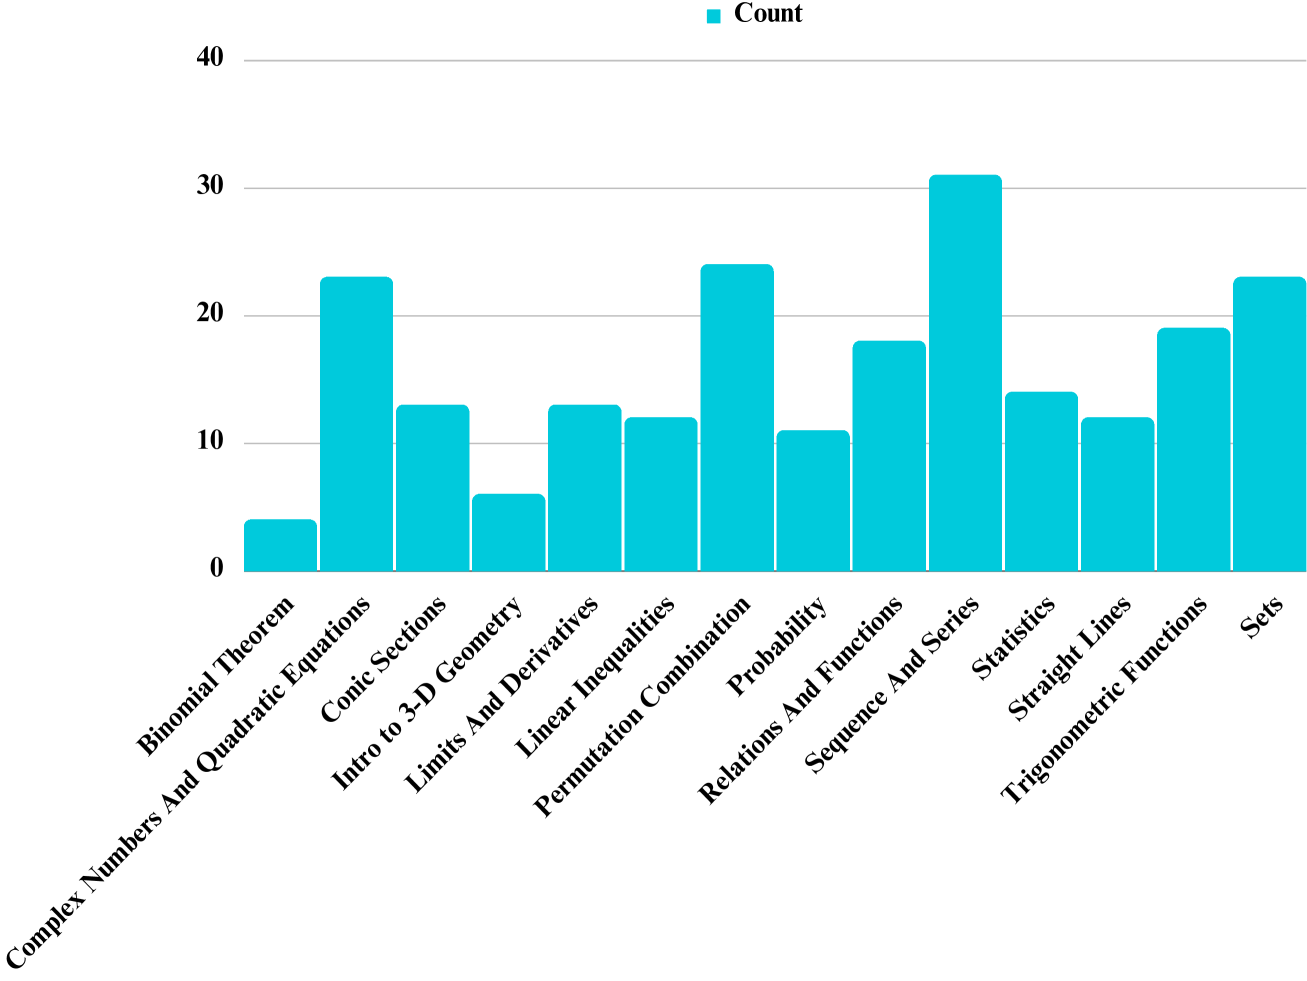 Count
40
30
20
10
0
Binomial Theorem
Complex Numbers And Quadratic Equations
Conic Sections
Intro to 3-D Geometry
Limits And Derivatives
Linear Inequalities
Permutation Combination
Probability
Relations And Functions
Sequence And Series
Statistics
Straight Lines
Trigonometric Functions
Sets